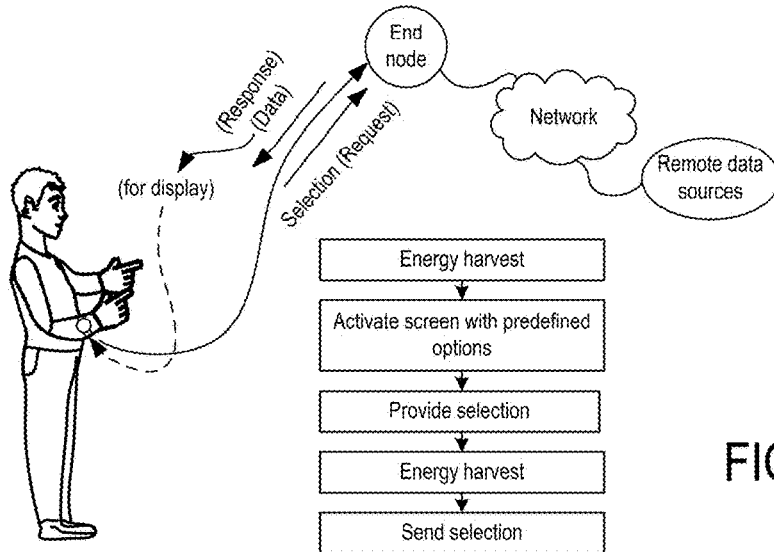 End
node
(Response)
(Data)
Selection (Request)
(for display)
Network
Remote data
sources
Energy harvest
Activate screen with predefined
options
Provide selection
Energy harvest
Send selection